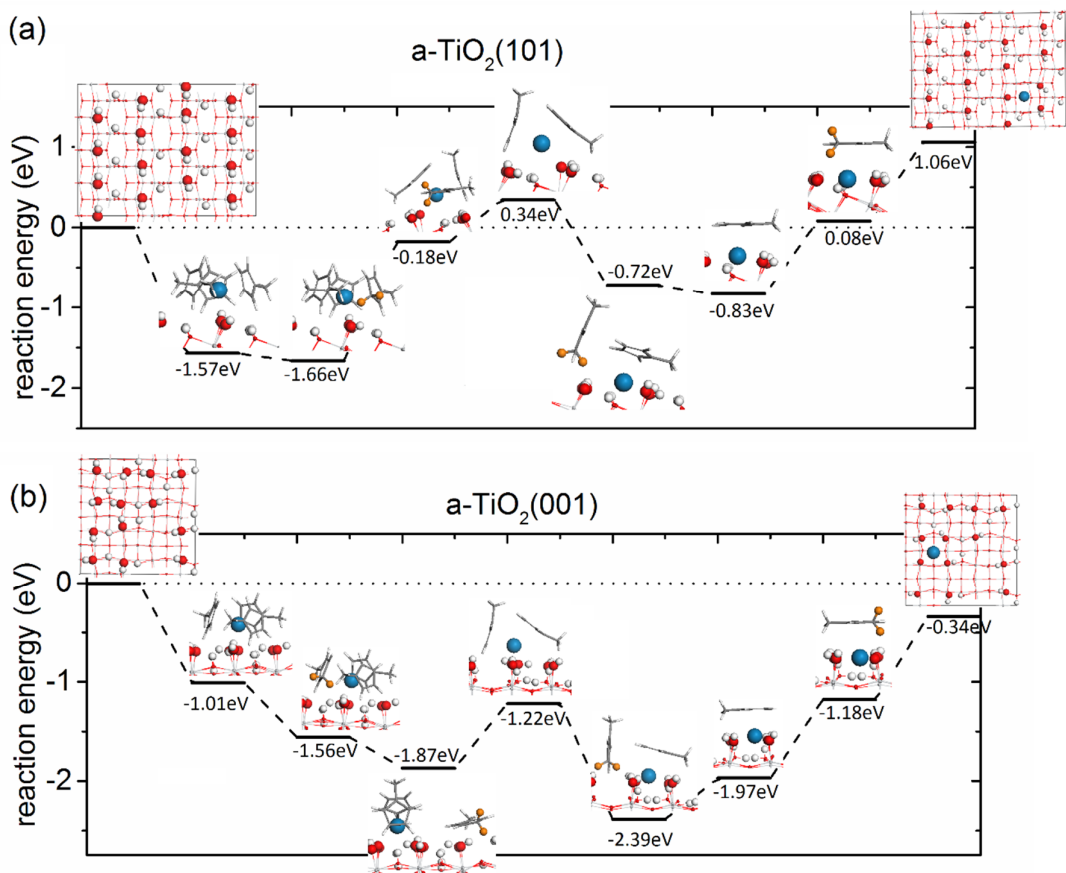 (a)
a-TiO2(101)
reaction energy (eV)
1
0
-1
-2
-1.57eV
-1.66eV
-0.18eV
0.34eV
-0.72eV
-0.83eV
0.08eV
1.06eV
(b)
a-TiO2(001)
reaction energy (eV)
0
-1
-2
-1.01eV
-1.56eV
-1.87eV
-1.22eV
-2.39eV
-1.97eV
-1.18eV
-0.34eV